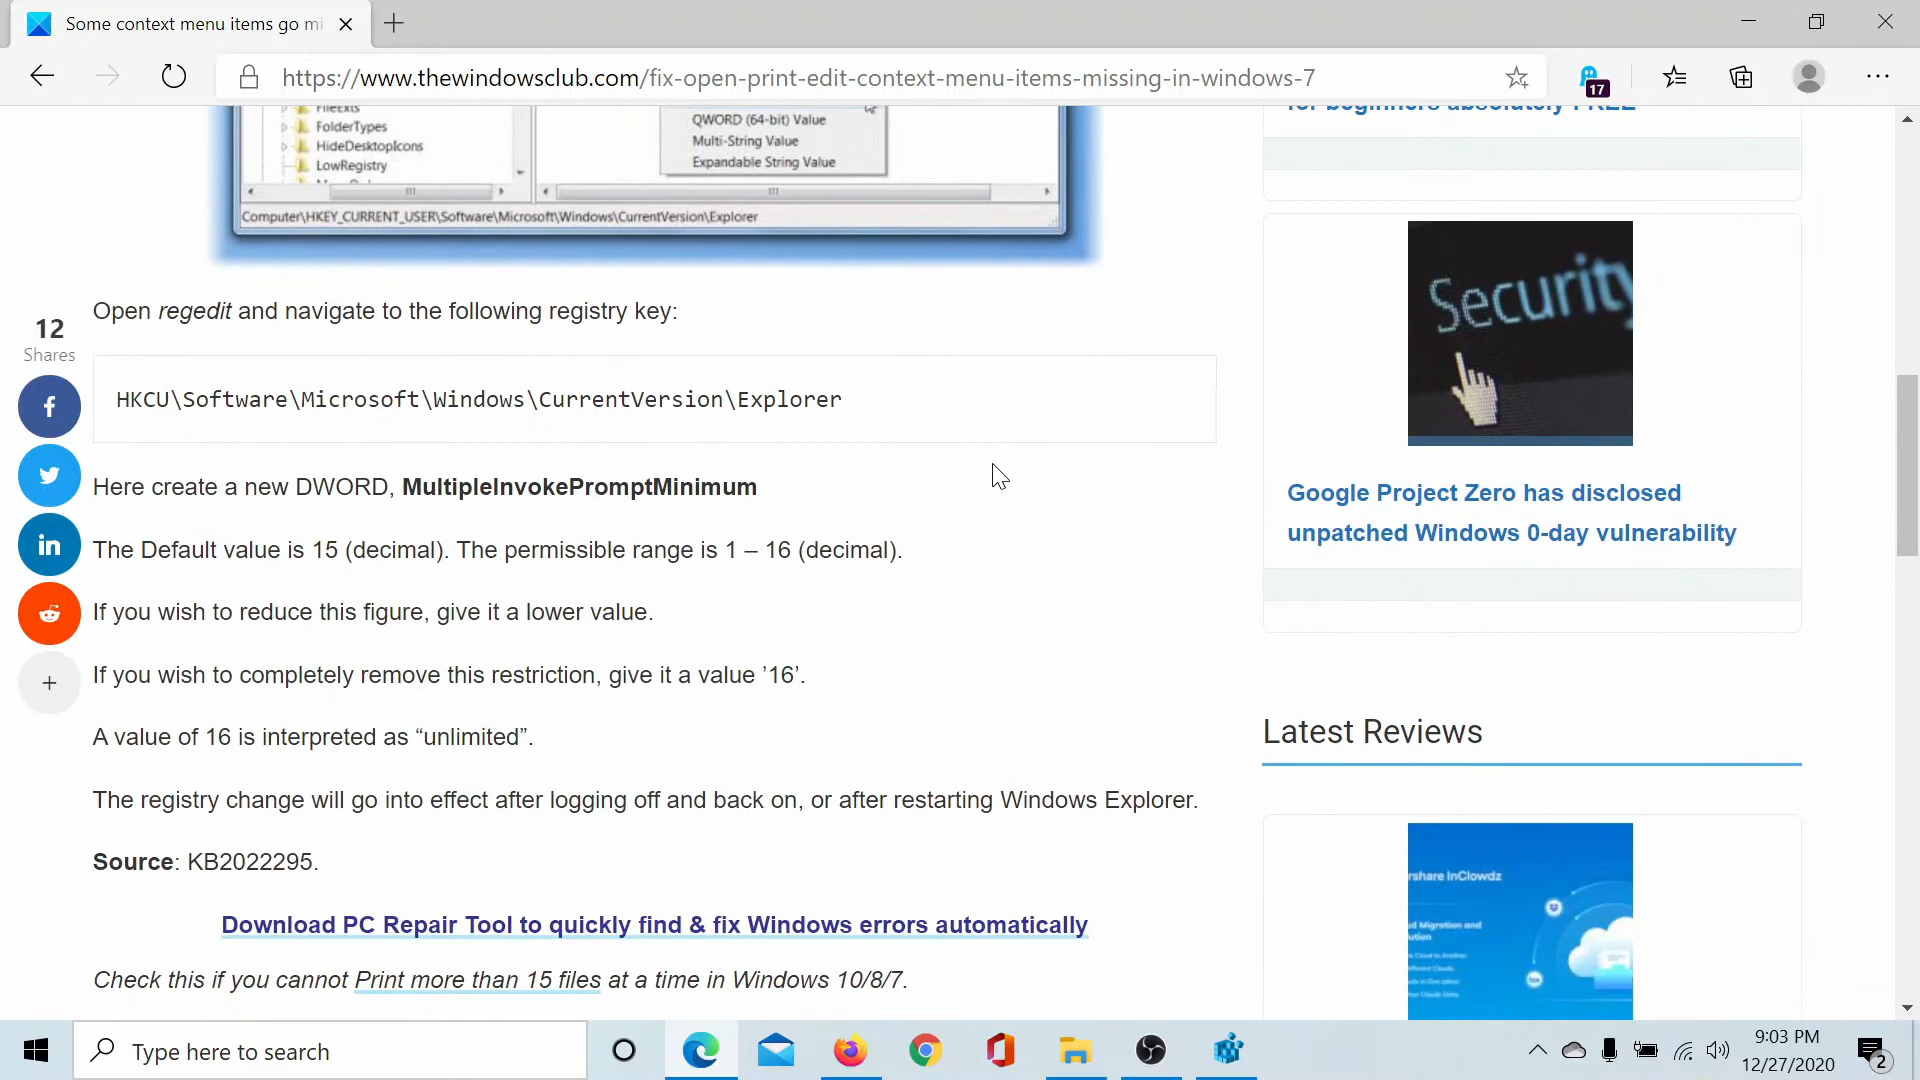 Some context menu items go mi
https://www.thewindowsclub.com/fix-open-print-edit-context-menu-items-missing-in-windows-7
17
FileExts
FolderTypes
HideDesktopIcons
LowRegistry
QWORD (64-bit) Value
Multi-String Value
Expandable String Value
Computer\HKEY_CURRENT_USER\Software\Microsoft\Windows\CurrentVersion\Explorer
12
Shares
Open regedit and navigate to the following registry key:
HKCU\Software\Microsoft\Windows\CurrentVersion\Explorer
Here create a new DWORD, MultipleInvokePromptMinimum
The Default value is 15 (decimal). The permissible range is 1 – 16 (decimal).
If you wish to reduce this figure, give it a lower value.
If you wish to completely remove this restriction, give it a value ’16’.
A value of 16 is interpreted as “unlimited”.
The registry change will go into effect after logging off and back on, or after restarting Windows Explorer.
Source: KB2022295.
Download PC Repair Tool to quickly find & fix Windows errors automatically
Check this if you cannot Print more than 15 files at a time in Windows 10/8/7.
for beginners absolutely FREE
Security
Google Project Zero has disclosed
unpatched Windows 0-day vulnerability
Latest Reviews
rshare InClowdz
d Migration and
Type here to search
9:03 PM
12/27/2020
2